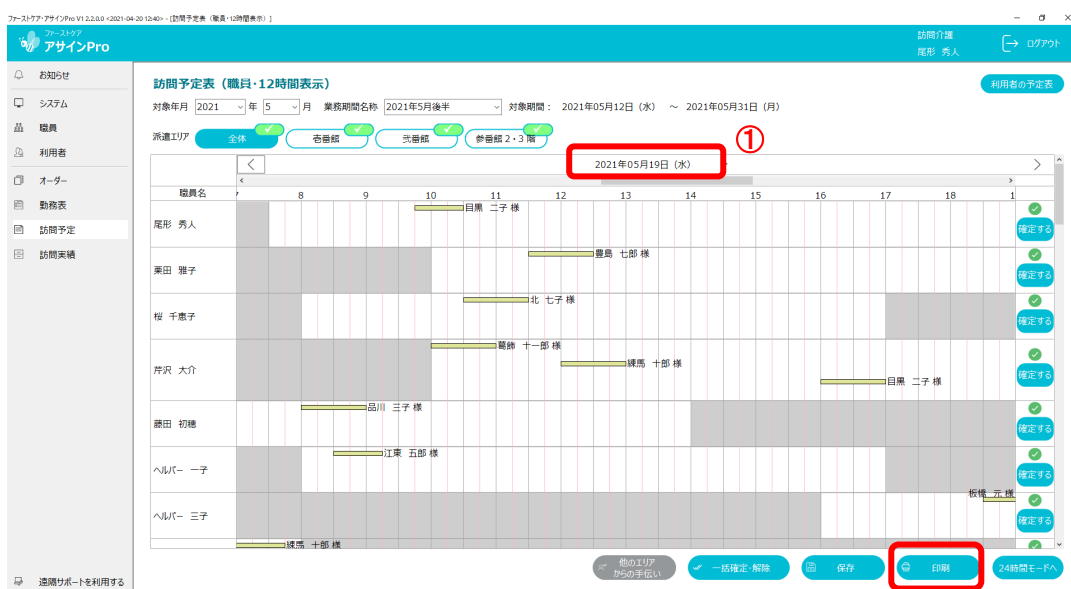 ファーストケア・アサインPro V1 2.2.0.0 <2021-04-20 12:40> - [訪問予定表（職員・12時間表示）]
ファーストケア
アサインPro
訪問介護
尾形 秀人
ログアウト
お知らせ
システム
職員
利用者
オーダー
勤務表
訪問予定
訪問実績
遠隔サポートを利用する
訪問予定表（職員・12時間表示）
利用者の予定表
対象年月 2021 年 5 月 業務期間名称 2021年5月後半 対象期間： 2021年05月12日（水） ～ 2021年05月31日（月）
派遣エリア 全体 壱番館 弐番館 参番館２・３階
①
2021年05月19日（水）
職員名 7 8 9 10 11 12 13 14 15 16 17 18 1
目黒 二子 様
尾形 秀人 確定する
豊島 七郎 様
栗田 雅子 確定する
北 七子 様
桜 千恵子 確定する
葛飾 十一郎 様
練馬 十郎 様
芹沢 大介 確定する
目黒 二子 様
品川 三子 様
藤田 初穂 確定する
江東 五郎 様
ヘルパー 一子 確定する
板橋 元 様
ヘルパー 三子 確定する
練馬 十郎 様
他のエリア
からの手伝い
一括確定・解除
保存
印刷
24時間モードへ